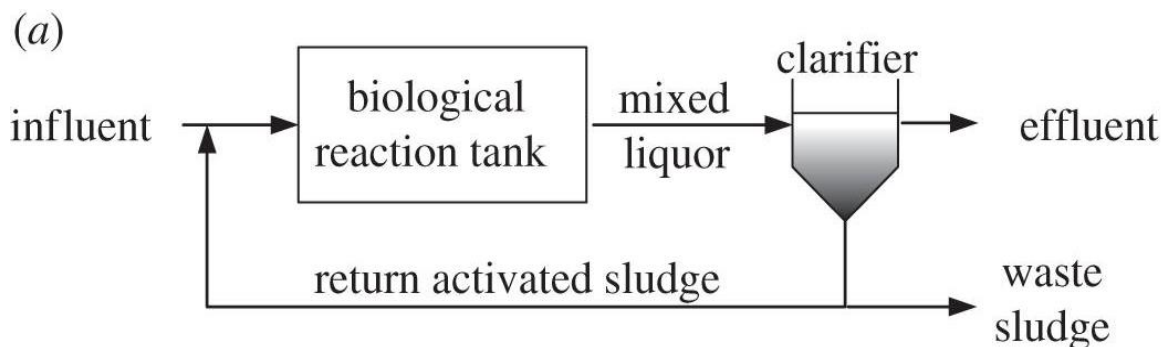 (a)
clarifier
influent
biological
reaction tank
mixed
liquor
effluent
return activated sludge
waste
sludge